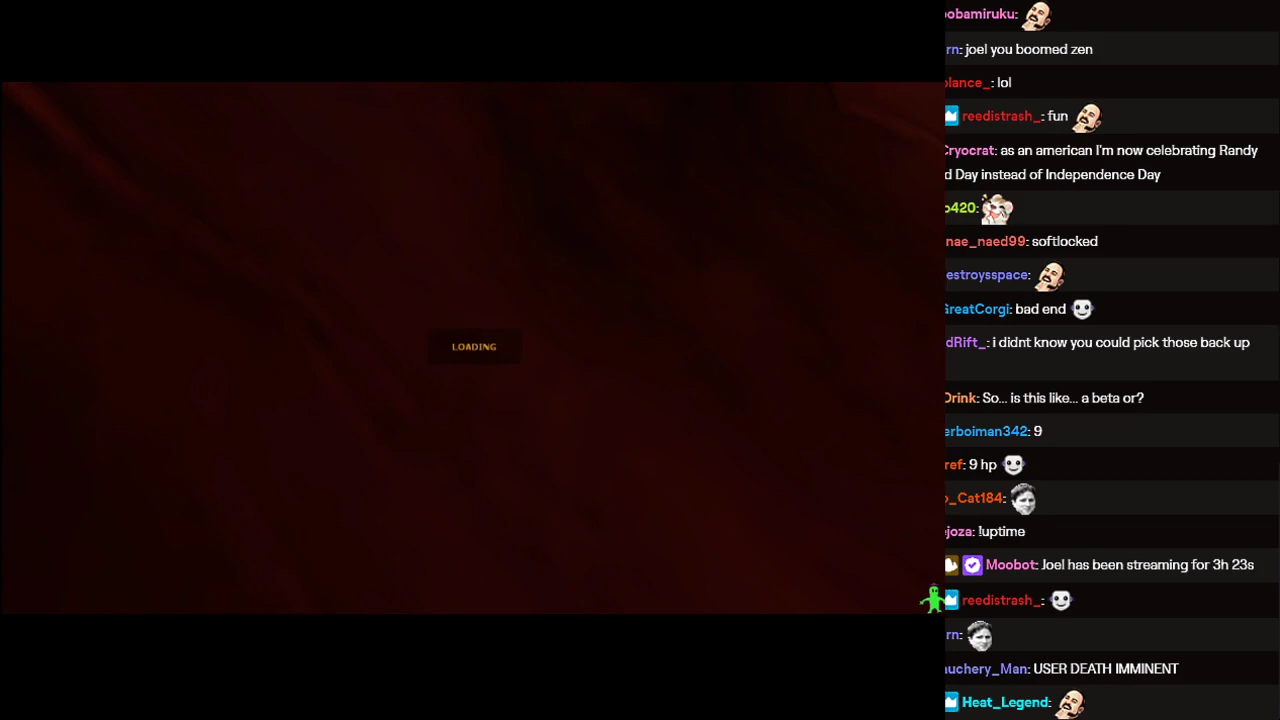 LOADING
obamiruku:
rn: joel you boomed zen
olance_: lol
reedistrash_: fun
Cryocrat: as an american I'm now celebrating Randy
d Day instead of Independence Day
o420:
nae_naed99: softlocked
estroysspace:
GreatCorgi: bad end
dRift_: i didnt know you could pick those back up
Drink: So... is this like... a beta or?
erboiman342: 9
ref: 9 hp
o_Cat184:
ejoza: !uptime
Moobot: Joel has been streaming for 3h 23s
reedistrash_:
rn:
auchery_Man: USER DEATH IMMINENT
Heat_Legend: